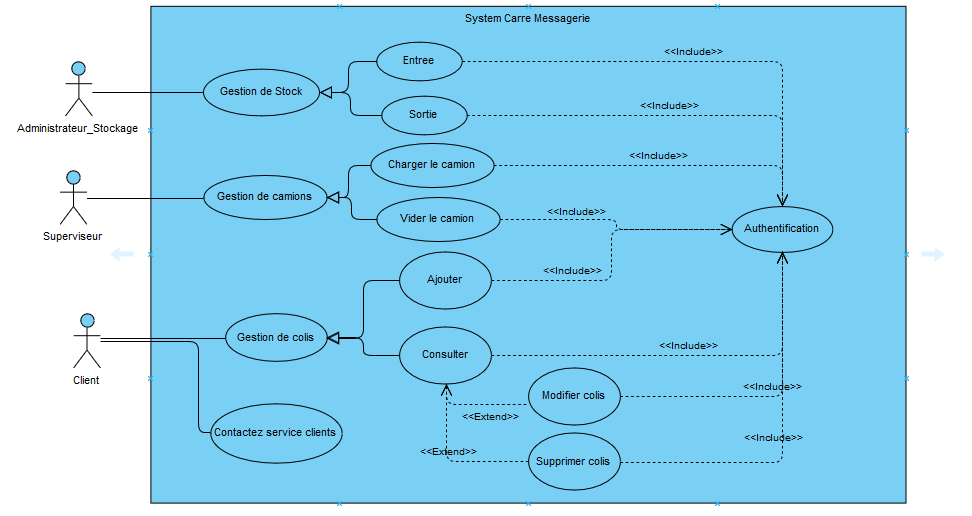 System Carre Messagerie
Entree
<<Include>>
Gestion de Stock
Sortie
<<Include>>
Administrateur_Stockage
Charger le camion
<<Include>>
Gestion de camions
Vider le camion
<<Include>>
Authentification
Superviseur
Ajouter
<<Include>>
Gestion de colis
Consulter
<<Include>>
Client
Modifier colis
<<Include>>
<<Extend>>
Contactez service clients
<<Include>>
<<Extend>>
Supprimer colis